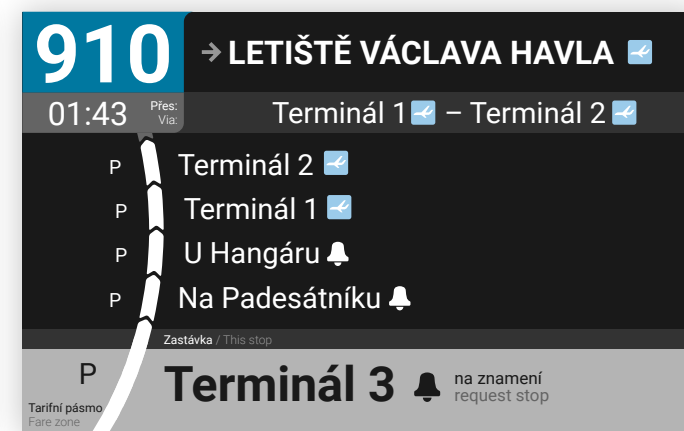 910
→ LETIŠTĚ VÁCLAVA HAVLA
01:43
Přes:
Via:
Terminál 1 – Terminál 2
P Terminál 2
P Terminál 1
P U Hangáru
P Na Padesátníku
Zastávka / This stop
P
Tarifní pásmo
Fare zone
Terminál 3
na znamení
request stop